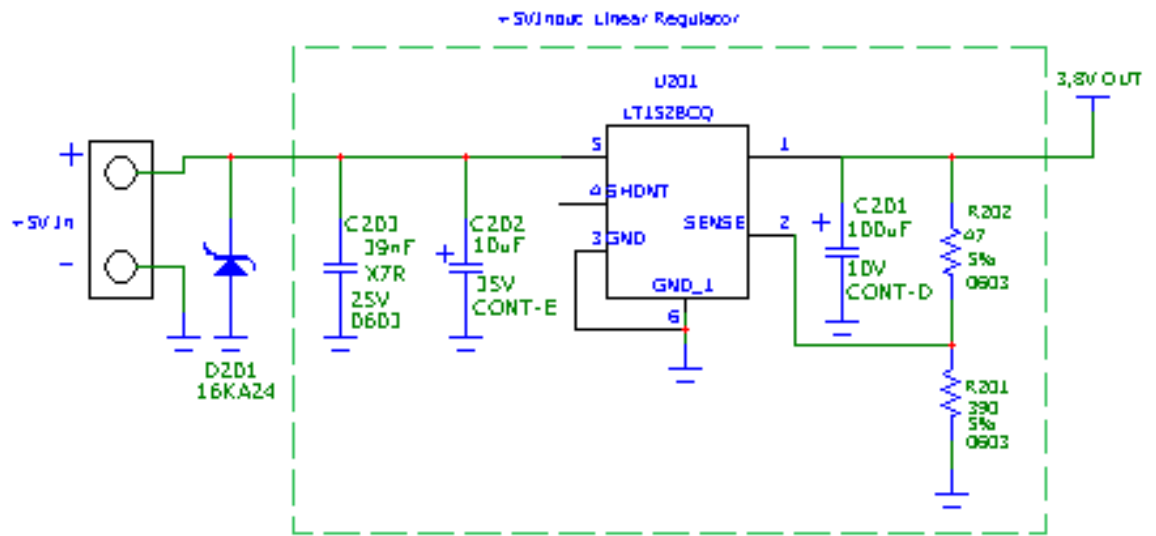 +5VInput Linear Regulator
U201
LT1528CQ
3,8V OUT
+
5
1
4
SHDNT
+5V In
C203
39nF
X7R
25V
0603
C202
+
10uF
35V
CONT-E
SENSE
2
+
C201
100uF
10V
CONT-D
R202
47
5%
0603
3
GND
-
GND_1
6
D201
16KA24
R201
390
5%
0603